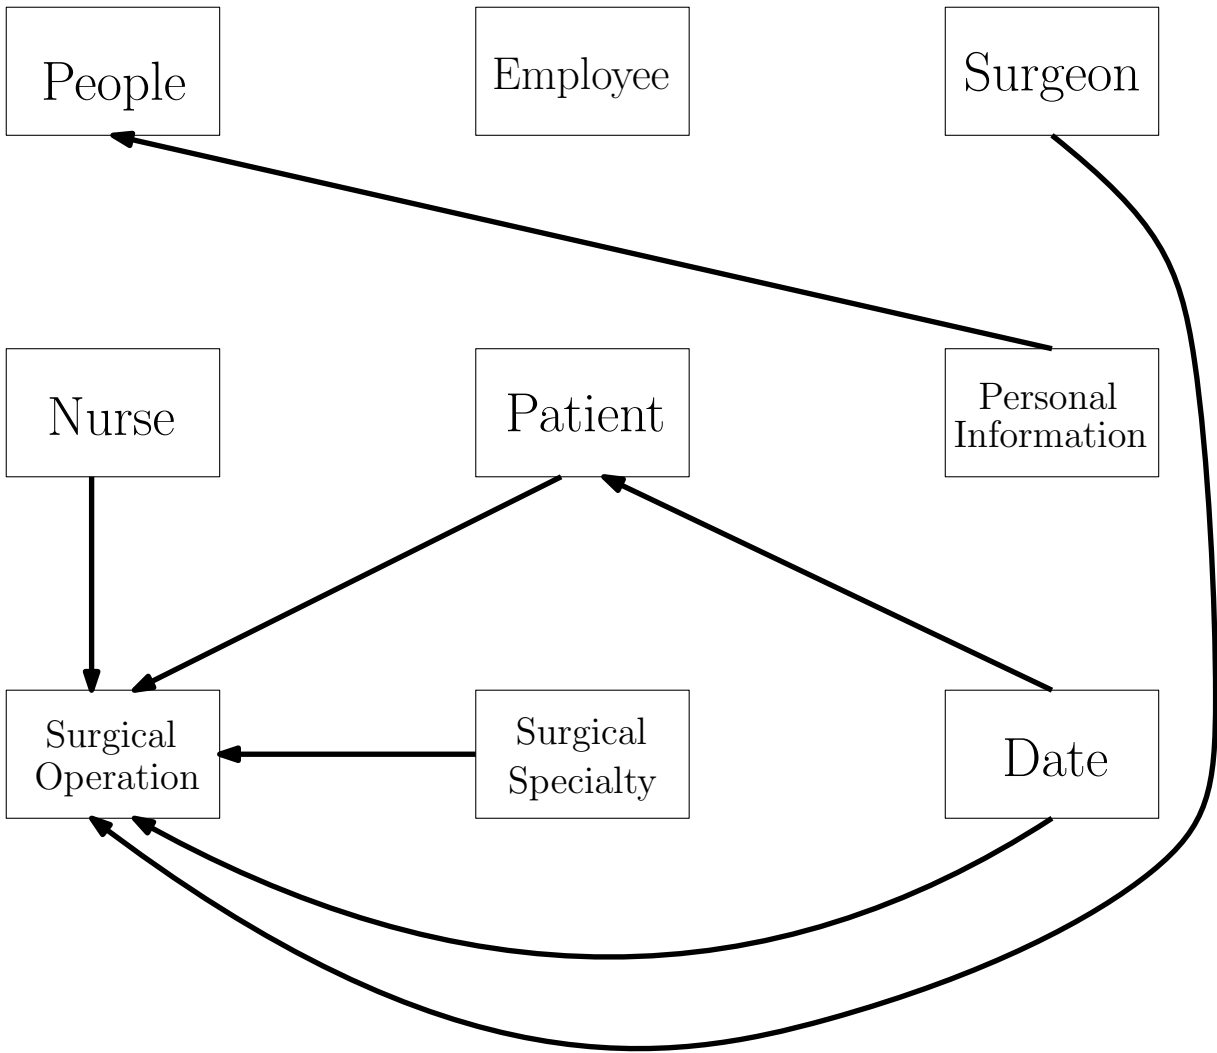 People
Employee
Surgeon
Nurse
Patient
Personal
Information
Surgical
Operation
Surgical
Specialty
Date